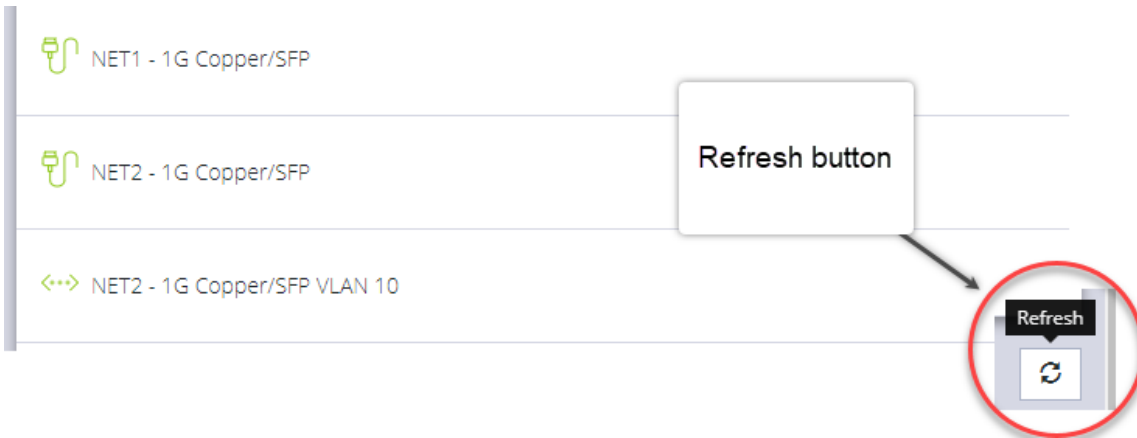 NET1 - 1G Copper/SFP
NET2 - 1G Copper/SFP
Refresh button
NET2 - 1G Copper/SFP VLAN 10
Refresh